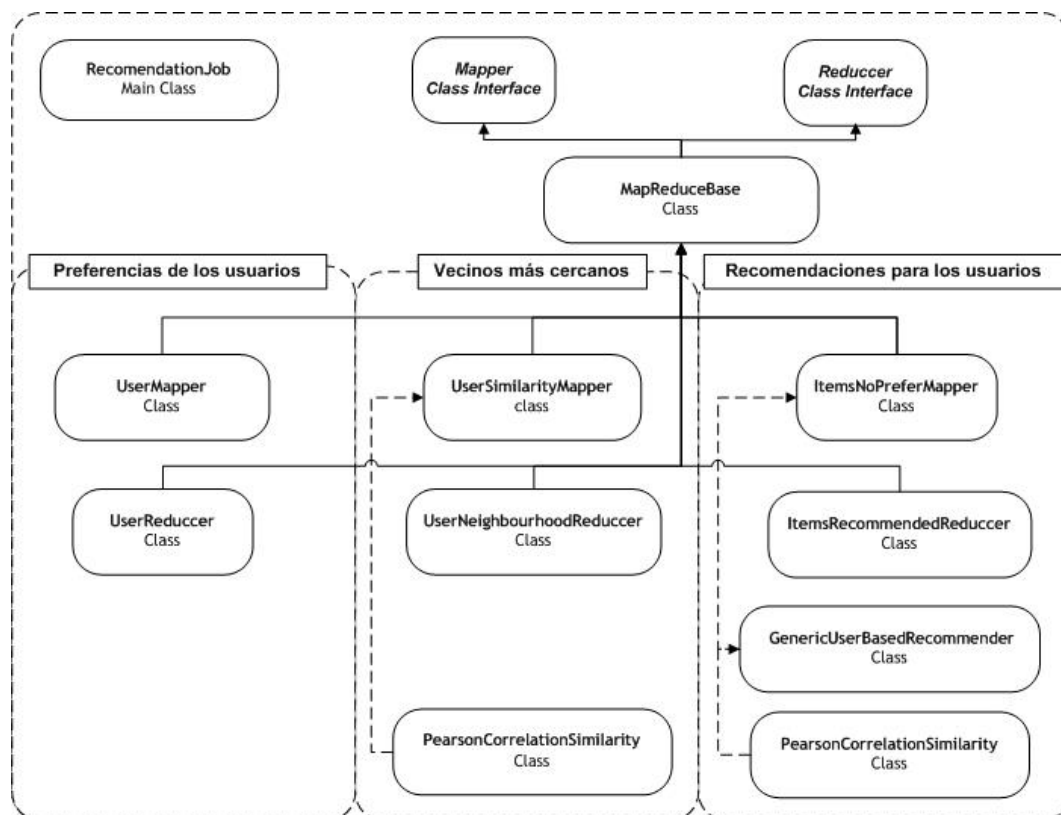 RecomendationJob
Main Class
Mapper
Class Interface
Reduccer
Class Interface
MapReduceBase
Class
Preferencias de los usuarios
Vecinos más cercanos
Recomendaciones para los usuarios
UserMapper
Class
UserSimilarityMapper
class
ItemsNoPreferMapper
Class
UserReduccer
Class
UserNeighbourhoodReduccer
Class
ItemsRecommendedReduccer
Class
GenericUserBasedRecommender
Class
PearsonCorrelationSimilarity
Class
PearsonCorrelationSimilarity
Class